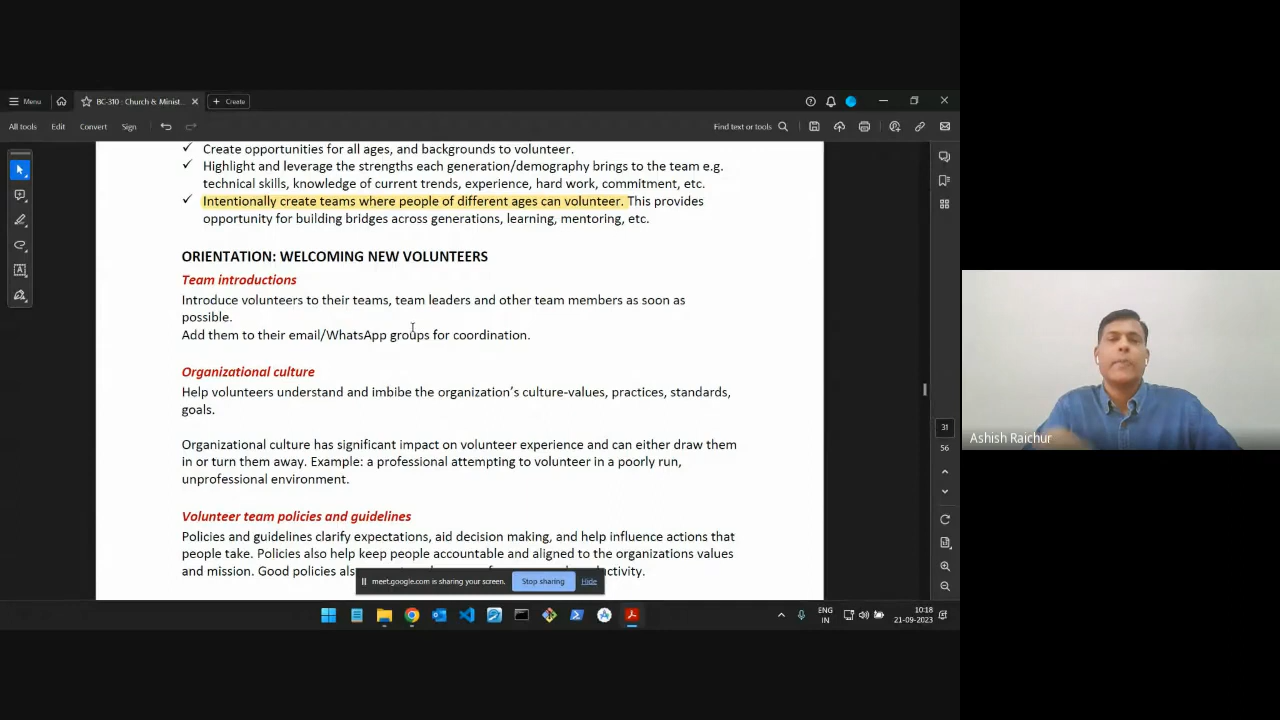 Menu
BC-310 : Church & Minist...
Create
All tools
Edit
Convert
Sign
Find text or tools
Create opportunities for all ages, and backgrounds to volunteer.
Highlight and leverage the strengths each generation/demography brings to the team e.g.
technical skills, knowledge of current trends, experience, hard work, commitment, etc.
Intentionally create teams where people of different ages can volunteer. This provides
opportunity for building bridges across generations, learning, mentoring, etc.
ORIENTATION: WELCOMING NEW VOLUNTEERS
Team introductions
Introduce volunteers to their teams, team leaders and other team members as soon as
possible.
Add them to their email/WhatsApp groups for coordination.
Organizational culture
Help volunteers understand and imbibe the organization's culture-values, practices, standards,
goals.
Organizational culture has significant impact on volunteer experience and can either draw them
in or turn them away. Example: a professional attempting to volunteer in a poorly run,
unprofessional environment.
Volunteer team policies and guidelines
Policies and guidelines clarify expectations, aid decision making, and help influence actions that
people take. Policies also help keep people accountable and aligned to the organizations values
and mission. Good policies als
meet.google.com is sharing your screen.
Stop sharing
Hide
31
56
Ashish Raichur
ENG
IN
10:18
21-09-2023